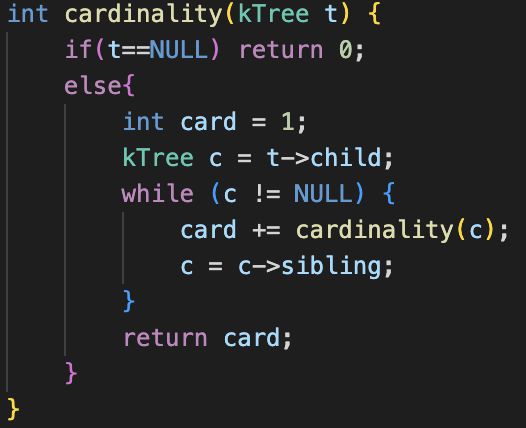 int cardinality(kTree t) {
    if(t==NULL) return 0;
    else{
        int card = 1;
        kTree c = t->child;
        while (c != NULL) {
            card += cardinality(c);
            c = c->sibling;
        }
        return card;
    }
}